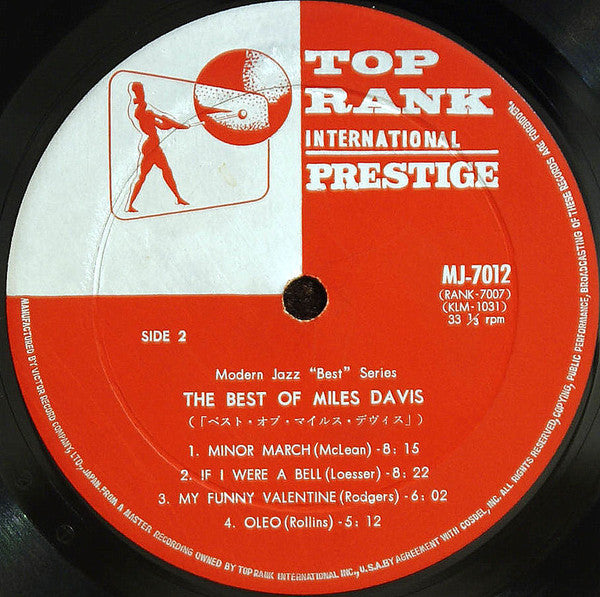 TOP
RANK
INTERNATIONAL
PRESTIGE
MJ-7012
(RANK-7007)
(KLM-1031)
33 ⅓ rpm
SIDE 2
Modern Jazz "Best" Series
THE BEST OF MILES DAVIS
(「ベスト・オブ・マイルス・デヴィス」)
1. MINOR MARCH (McLean) - 8 : 15
2. IF I WERE A BELL (Loesser) - 8 : 22
3. MY FUNNY VALENTINE (Rodgers) - 6 : 02
4. OLEO (Rollins) - 5 : 12
MANUFACTURED BY VICTOR RECORD COMPANY, LTD., JAPAN. FROM A MASTER RECORDING OWNED BY TOP RANK INTERNATIONAL INC., U.S.A. BY AGREEMENT WITH COSDEL, INC. ALL RIGHTS RESERVED, COPYING, PUBLIC PERFORMANCE, BROADCASTING OF THESE RECORDS ARE FORBIDDEN.